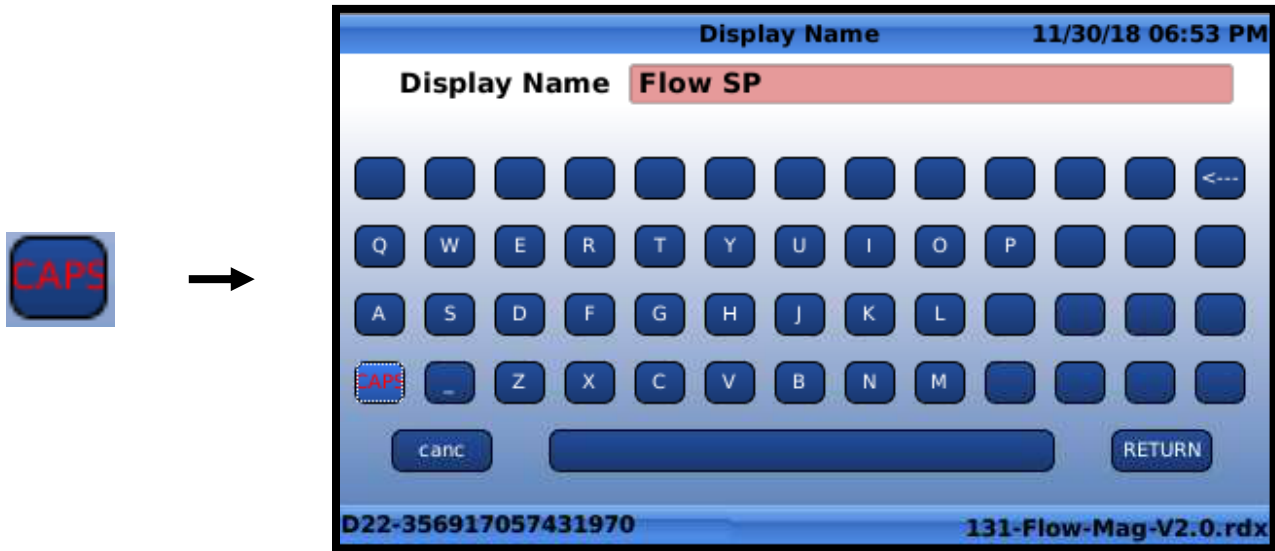 CAPS
Display Name 11/30/18 06:53 PM
Display Name Flow SP
<---
Q W E R T Y U I O P
A S D F G H J K L
CAPS _ Z X C V B N M
canc RETURN
D22-356917057431970 131-Flow-Mag-V2.0.rdx